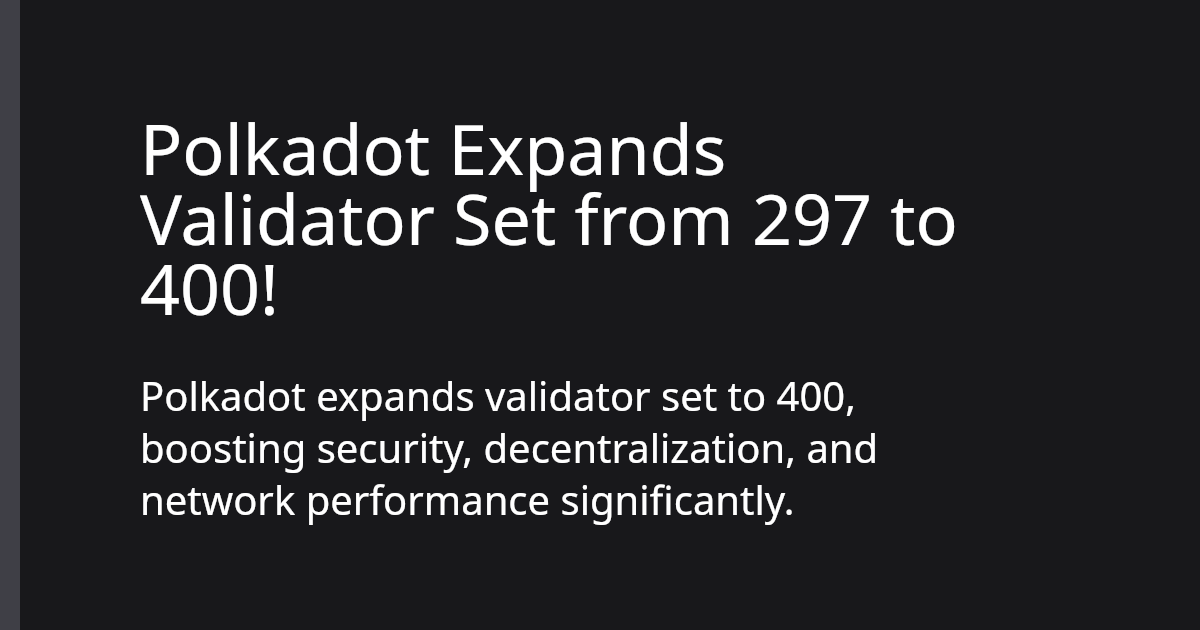 Polkadot Expands
Validator Set from 297 to
400!
Polkadot expands validator set to 400,
boosting security, decentralization, and
network performance significantly.